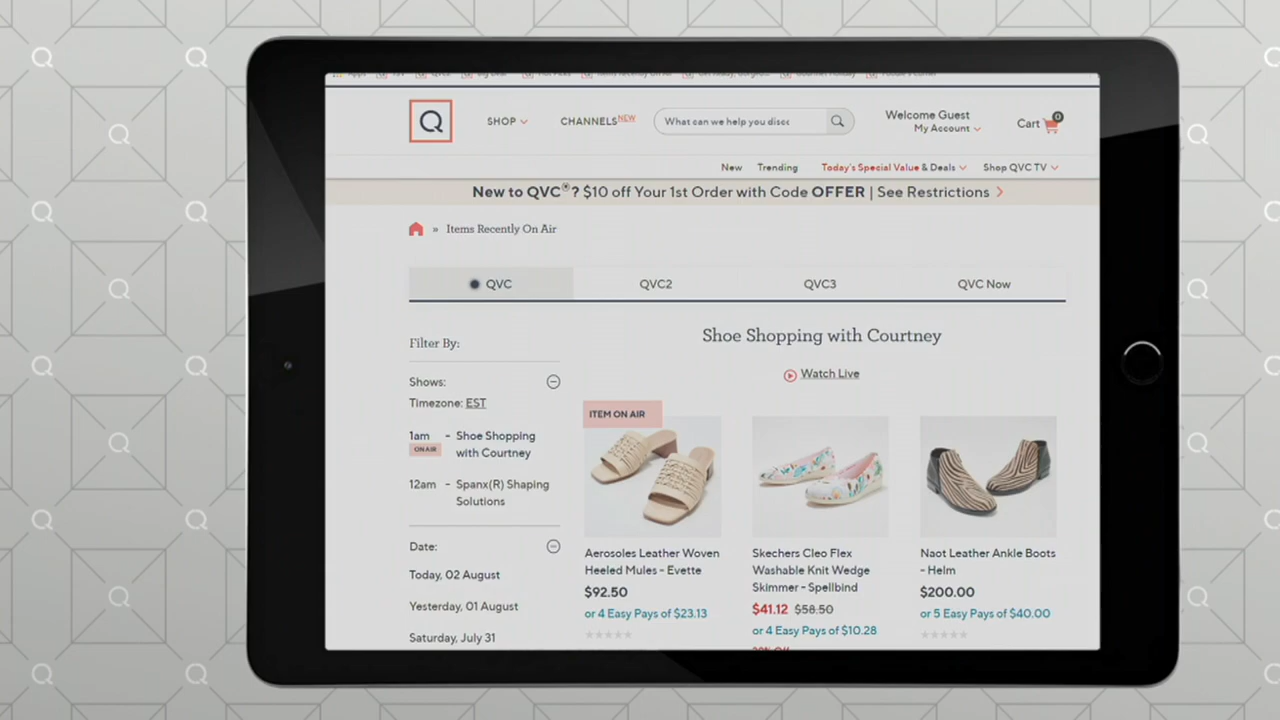 Q
SHOP
CHANNELS NEW
What can we help you disc
Welcome Guest
My Account
Cart 0
New
Trending
Today's Special Value & Deals
Shop QVC TV
New to QVC®? $10 off Your 1st Order with Code OFFER | See Restrictions
» Items Recently On Air
QVC
QVC2
QVC3
QVC Now
Filter By:
Shows:
Timezone: EST
1am - Shoe Shopping
ON AIR with Courtney
12am - Spanx(R) Shaping
Solutions
Date:
Today, 02 August
Yesterday, 01 August
Saturday, July 31
Shoe Shopping with Courtney
Watch Live
ITEM ON AIR
Aerosoles Leather Woven
Heeled Mules - Evette
$92.50
or 4 Easy Pays of $23.13
Skechers Cleo Flex
Washable Knit Wedge
Skimmer - Spellbind
$41.12 $58.50
or 4 Easy Pays of $10.28
Naot Leather Ankle Boots
- Helm
$200.00
or 5 Easy Pays of $40.00